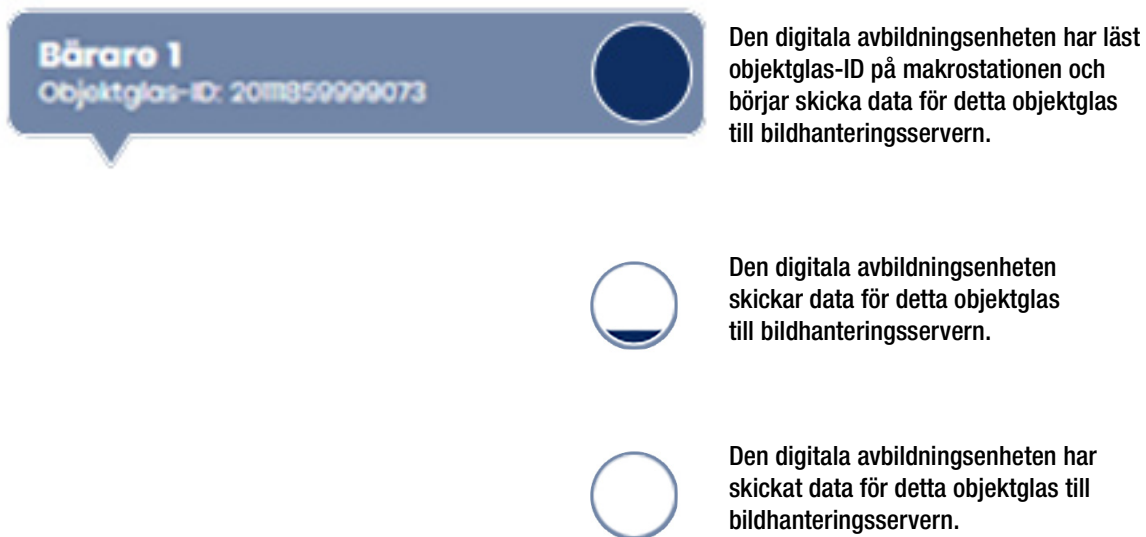 Bärare 1
Objektglas-ID: 20111859999073
Den digitala avbildningsenheten har läst
objektglas-ID på makrostationen och
börjar skicka data för detta objektglas
till bildhanteringsservern.
Den digitala avbildningsenheten
skickar data för detta objektglas
till bildhanteringsservern.
Den digitala avbildningsenheten har
skickat data för detta objektglas till
bildhanteringsservern.